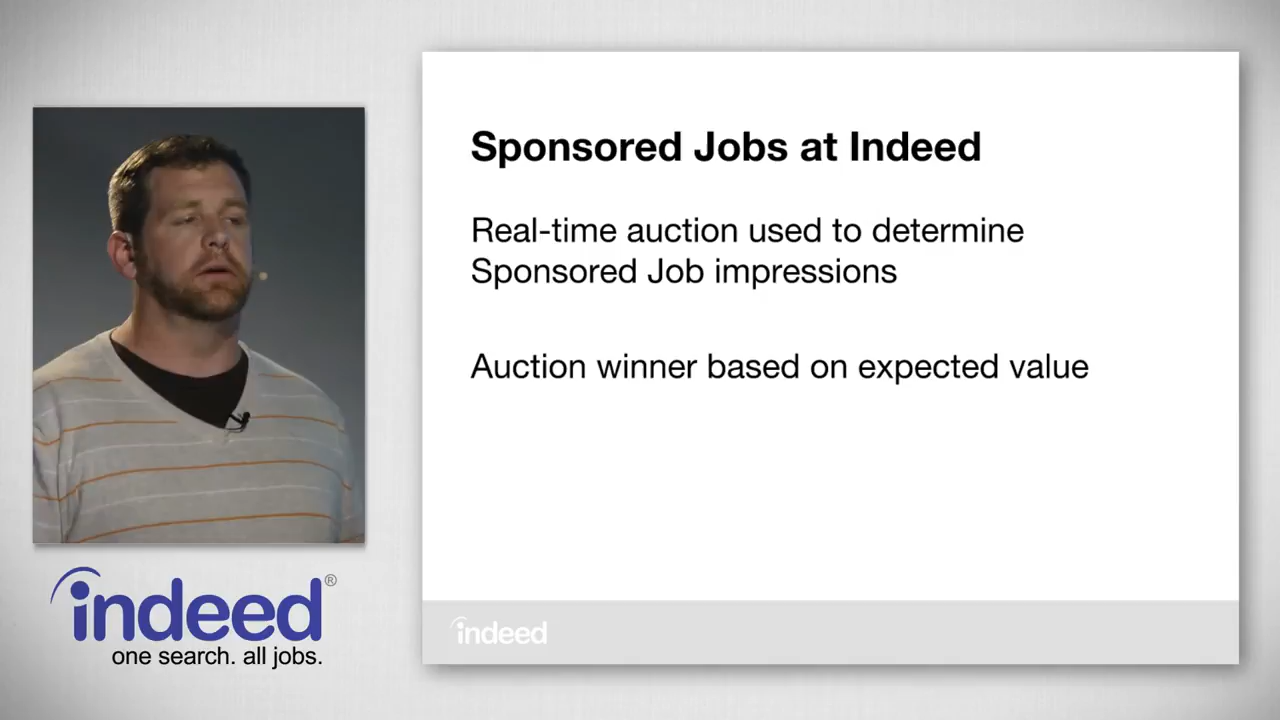 Sponsored Jobs at Indeed
Real-time auction used to determine
Sponsored Job impressions
Auction winner based on expected value
indeed®
one search. all jobs.
indeed